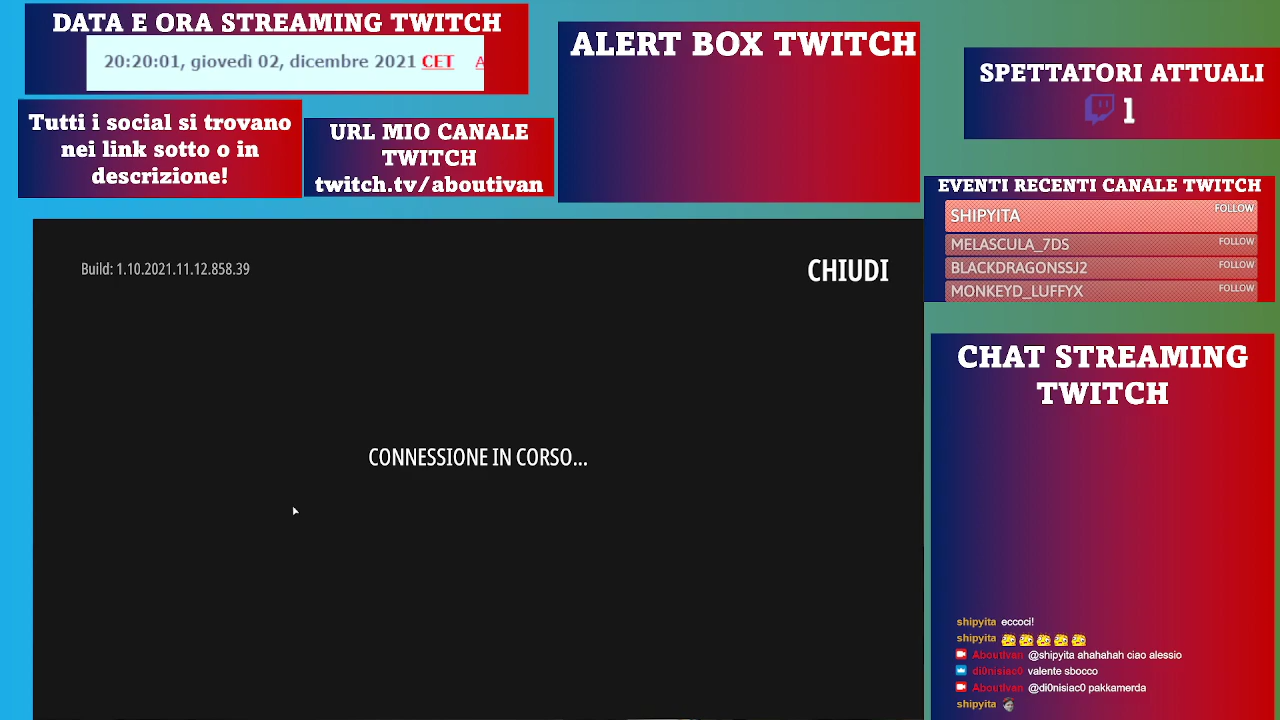 DATA E ORA STREAMING TWITCH
20:20:01, giovedì 02, dicembre 2021 CET A
Tutti i social si trovano
nei link sotto o in
descrizione!
URL MIO CANALE
TWITCH
twitch.tv/aboutivan
ALERT BOX TWITCH
SPETTATORI ATTUALI
1
EVENTI RECENTI CANALE TWITCH
SHIPYITA FOLLOW
MELASCULA_7DS FOLLOW
BLACKDRAGONSSJ2 FOLLOW
MONKEYD_LUFFYX FOLLOW
Build: 1.10.2021.11.12.858.39
CHIUDI
CONNESSIONE IN CORSO...
CHAT STREAMING
TWITCH
shipyita eccoci!
shipyita
AboutIvan @shipyita ahahahah ciao alessio
di0nisiac0 valente sbocco
AboutIvan @di0nisiac0 pakkamerda
shipyita